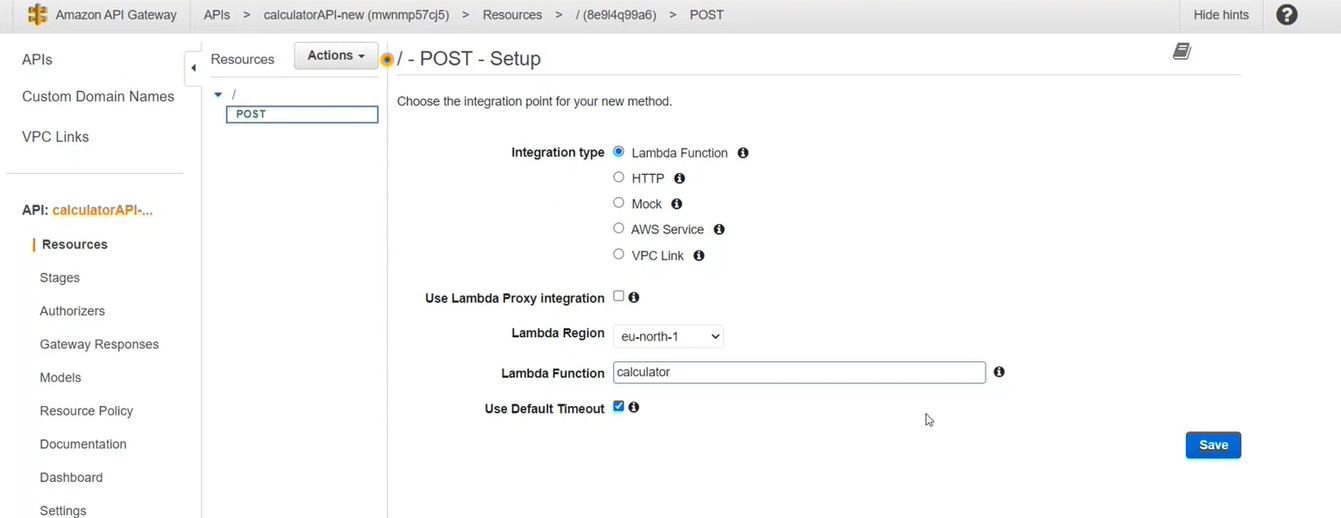 Amazon API Gateway APIs > calculatorAPI-new (mwnmp57cj5) > Resources > / (8e9l4q99a6) > POST Hide hints ?
APIs
Custom Domain Names
VPC Links
API: calculatorAPI-...
Resources
Stages
Authorizers
Gateway Responses
Models
Resource Policy
Documentation
Dashboard
Settings
Resources Actions
/
POST
/ - POST - Setup
Choose the integration point for your new method.
Integration type Lambda Function
HTTP
Mock
AWS Service
VPC Link
Use Lambda Proxy integration
Lambda Region eu-north-1
Lambda Function calculator
Use Default Timeout
Save